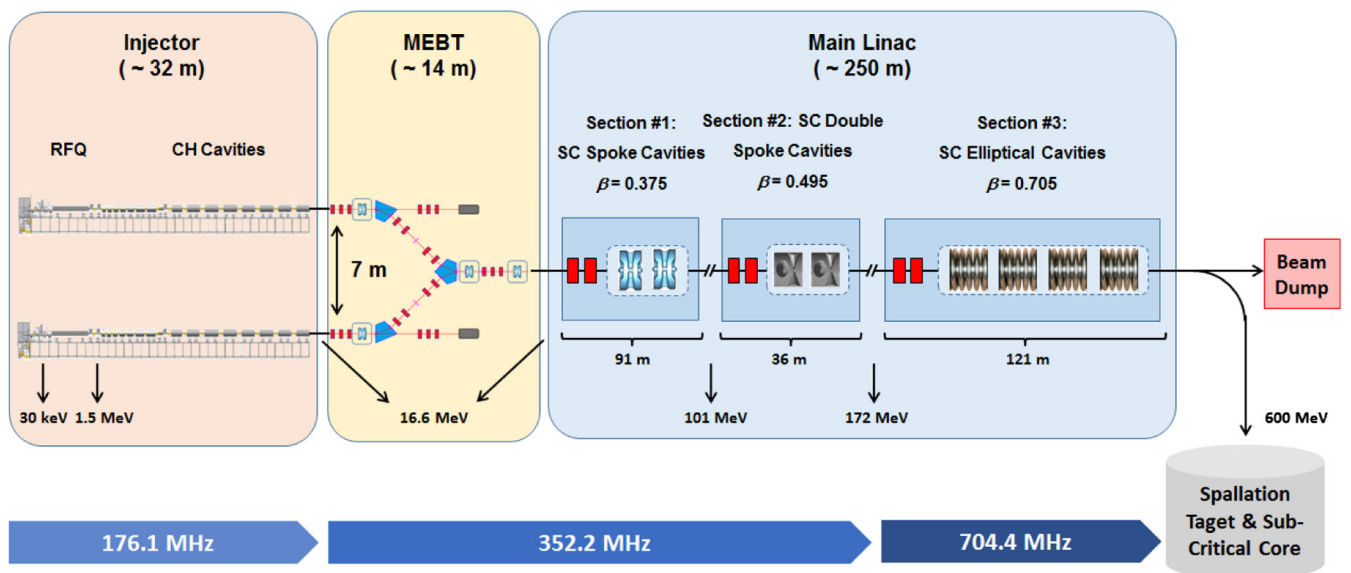 Injector
( ~ 32 m)
MEBT
( ~ 14 m)
Main Linac
( ~ 250 m)
RFQ
CH Cavities
Section #1:
SC Spoke Cavities
β = 0.375
Section #2: SC Double
Spoke Cavities
β = 0.495
Section #3:
SC Elliptical Cavities
β = 0.705
7 m
Beam
Dump
91 m
36 m
121 m
30 keV
1.5 MeV
16.6 MeV
101 MeV
172 MeV
600 MeV
Spallation
Taget & Sub-
Critical Core
176.1 MHz
352.2 MHz
704.4 MHz